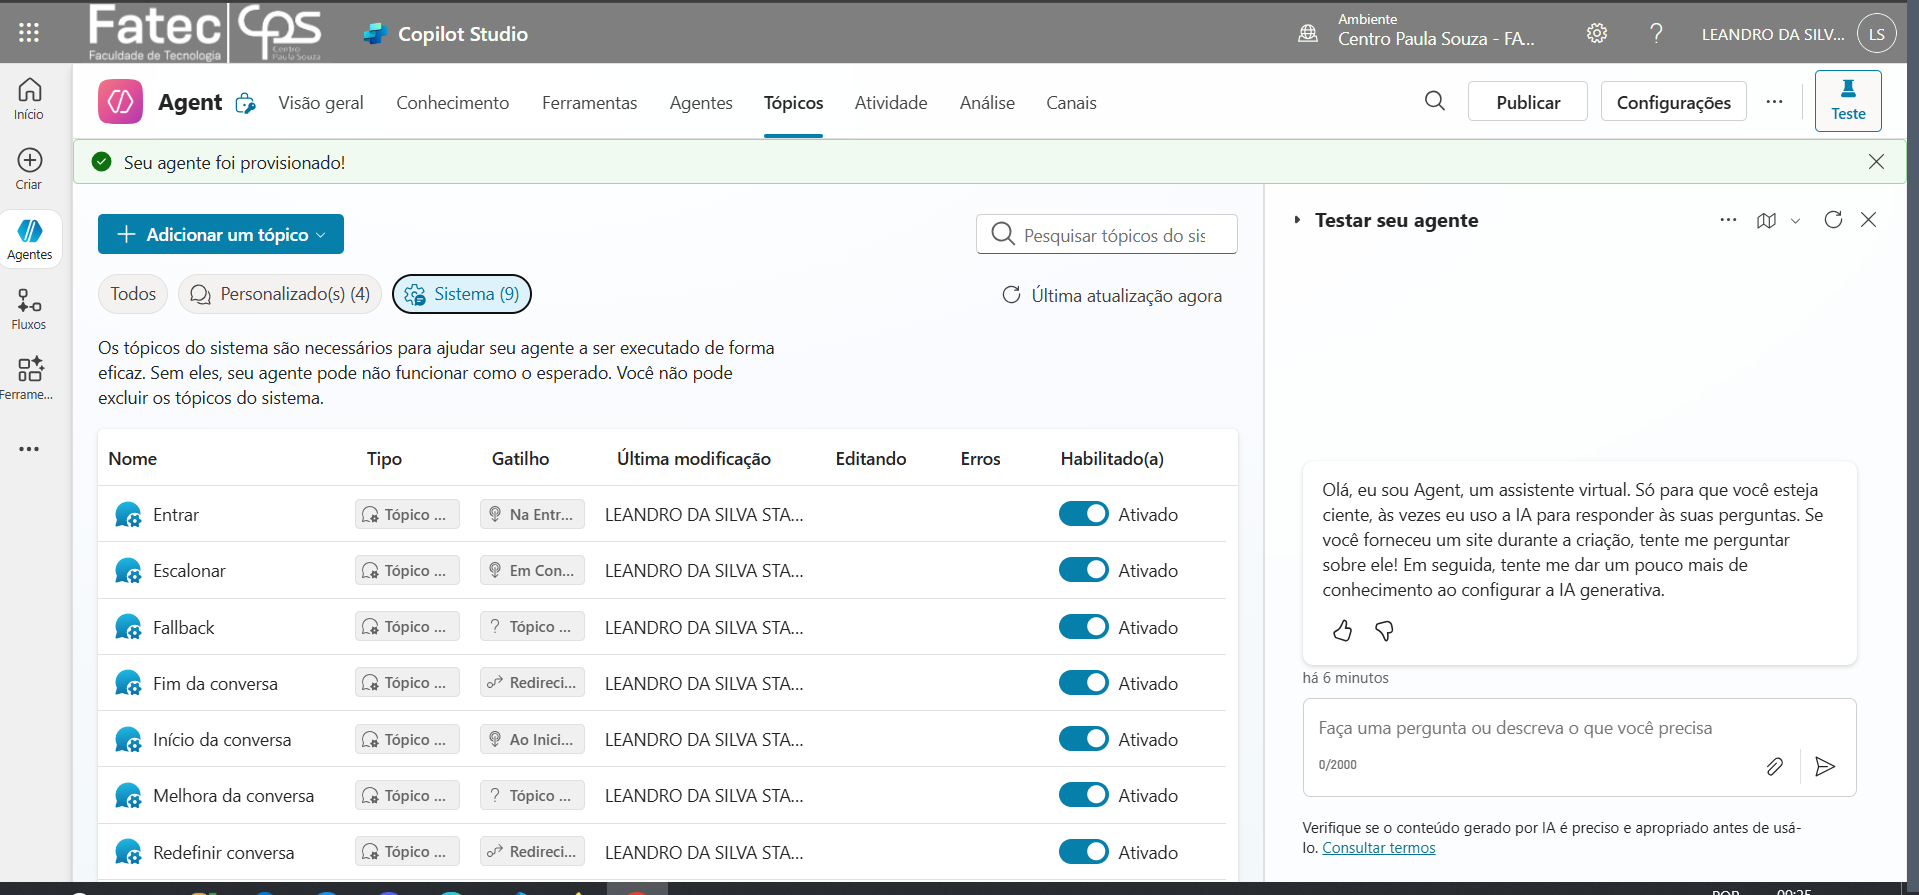 Fatec
Faculdade de Tecnologia
CPS
Centro
Paula Souza
Copilot Studio
Ambiente
Centro Paula Souza - FA...
LEANDRO DA SILV...
LS
Início
Criar
Agentes
Fluxos
Ferrame...
Agent
Visão geral
Conhecimento
Ferramentas
Agentes
Tópicos
Atividade
Análise
Canais
Publicar
Configurações
Teste
Seu agente foi provisionado!
Adicionar um tópico
Pesquisar tópicos do sis
Todos
Personalizado(s) (4)
Sistema (9)
Última atualização agora
Os tópicos do sistema são necessários para ajudar seu agente a ser executado de forma
eficaz. Sem eles, seu agente pode não funcionar como o esperado. Você não pode
excluir os tópicos do sistema.
Nome Tipo Gatilho Última modificação Editando Erros Habilitado(a)
Entrar Tópico ... Na Entr... LEANDRO DA SILVA STA... Ativado
Escalonar Tópico ... Em Con... LEANDRO DA SILVA STA... Ativado
Fallback Tópico ... Tópico ... LEANDRO DA SILVA STA... Ativado
Fim da conversa Tópico ... Redireci... LEANDRO DA SILVA STA... Ativado
Início da conversa Tópico ... Ao Inici... LEANDRO DA SILVA STA... Ativado
Melhora da conversa Tópico ... Tópico ... LEANDRO DA SILVA STA... Ativado
Redefinir conversa Tópico ... Redireci... LEANDRO DA SILVA STA... Ativado
Testar seu agente
Olá, eu sou Agent, um assistente virtual. Só para que você esteja
ciente, às vezes eu uso a IA para responder às suas perguntas. Se
você forneceu um site durante a criação, tente me perguntar
sobre ele! Em seguida, tente me dar um pouco mais de
conhecimento ao configurar a IA generativa.
há 6 minutos
Faça uma pergunta ou descreva o que você precisa
0/2000
Verifique se o conteúdo gerado por IA é preciso e apropriado antes de usá-
lo. Consultar termos
POR
09:25